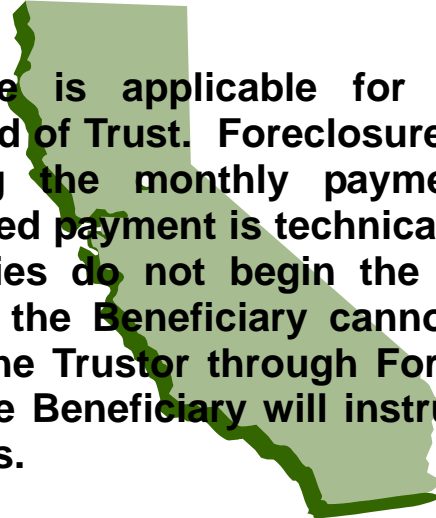 e is applicable for
d of Trust. Foreclosure
g the monthly payme
ed payment is technica
ies do not begin the
the Beneficiary canno
he Trustor through For
e Beneficiary will instru
s.